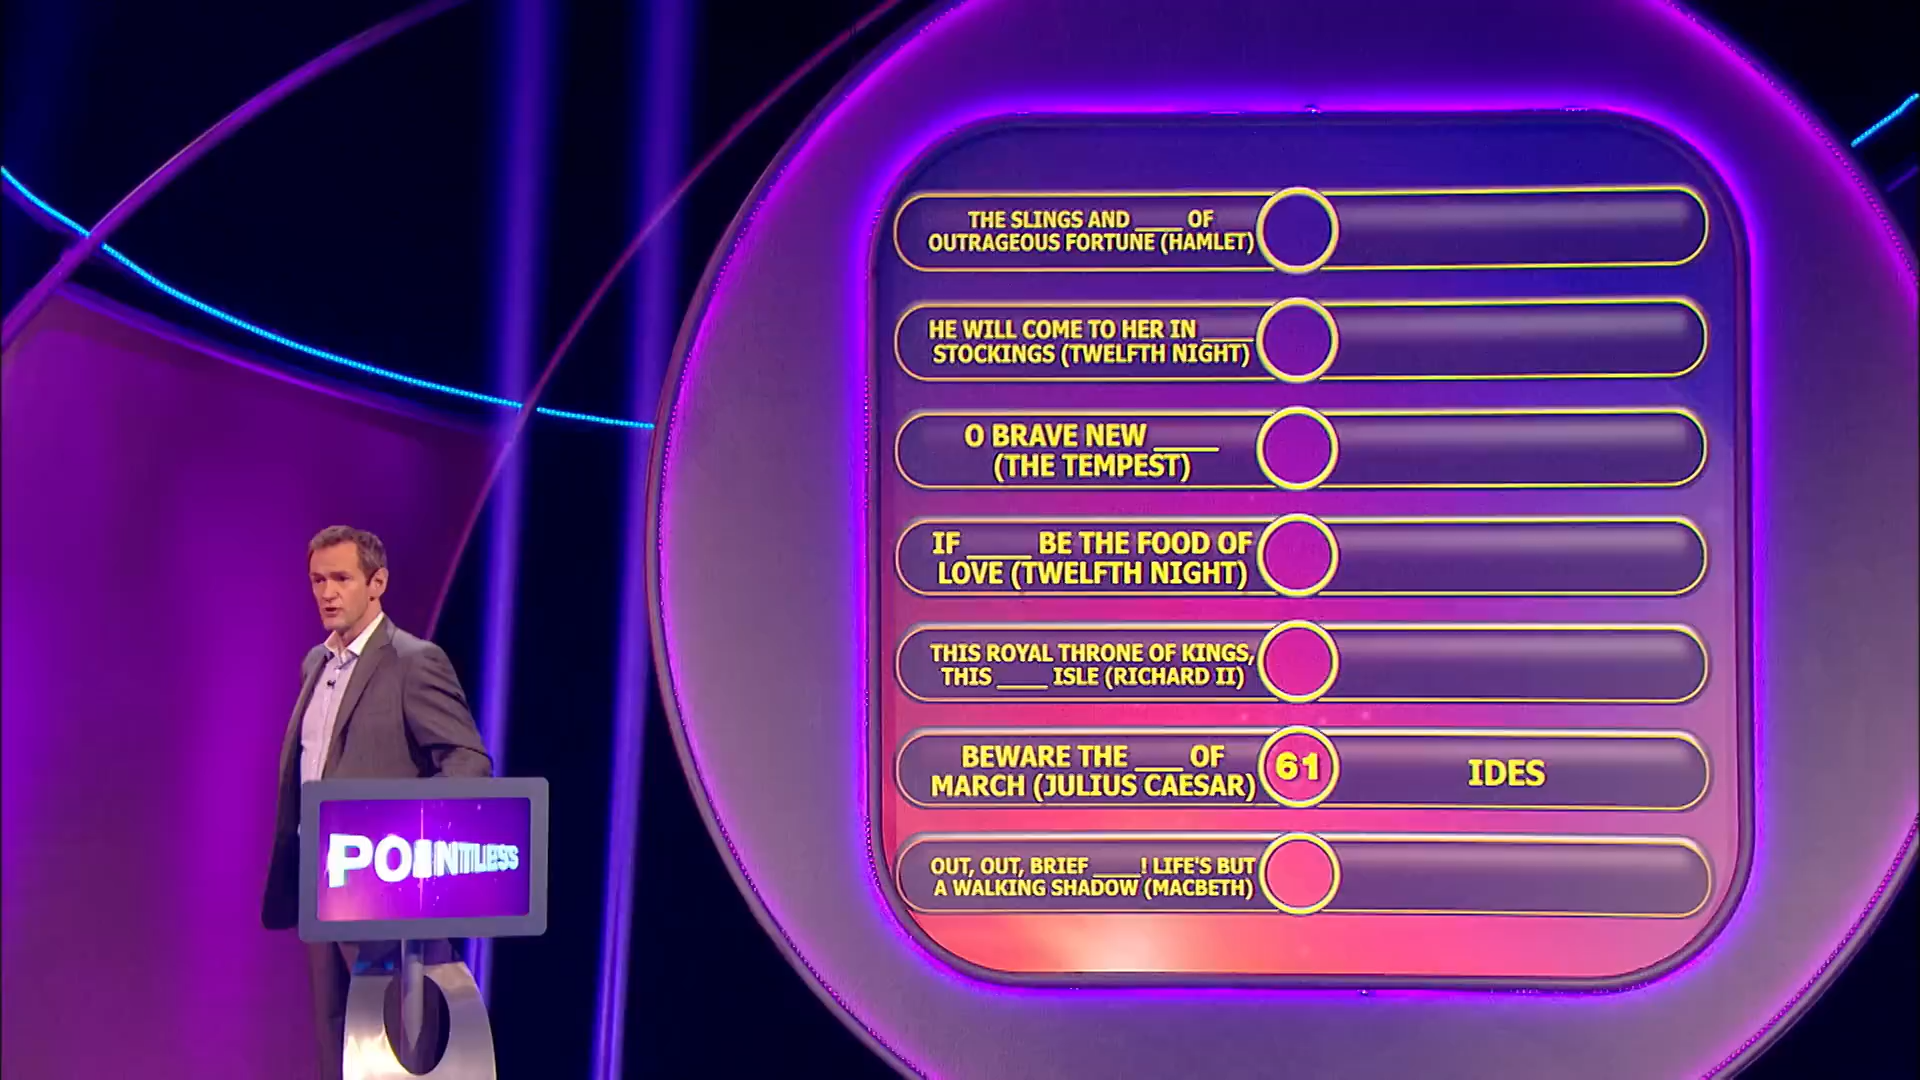 THE SLINGS AND ____ OF
OUTRAGEOUS FORTUNE (HAMLET)
HE WILL COME TO HER IN ____
STOCKINGS (TWELFTH NIGHT)
O BRAVE NEW ____
(THE TEMPEST)
IF ____ BE THE FOOD OF
LOVE (TWELFTH NIGHT)
THIS ROYAL THRONE OF KINGS,
THIS ____ ISLE (RICHARD II)
BEWARE THE ___ OF
MARCH (JULIUS CAESAR)
61
IDES
OUT, OUT, BRIEF ____! LIFE'S BUT
A WALKING SHADOW (MACBETH)
POINTLESS